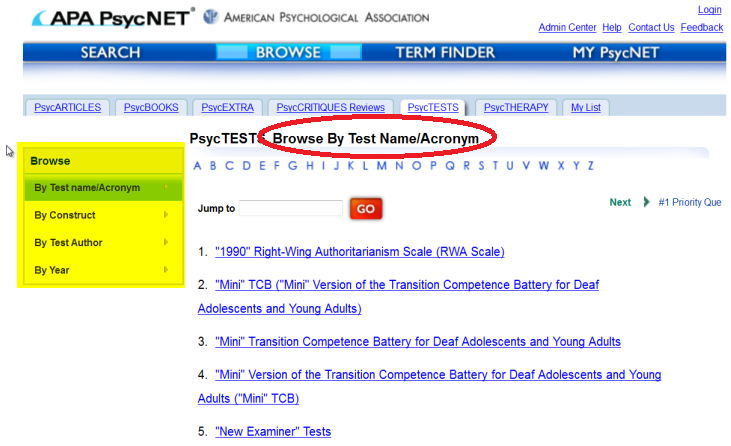 APA PsycNET® AMERICAN PSYCHOLOGICAL ASSOCIATION
Login
Admin Center Help Contact Us Feedback
SEARCH BROWSE TERM FINDER MY PsycNET
PsycARTICLES PsycBOOKS PsycEXTRA PsycCRITIQUES Reviews PsycTESTS PsycTHERAPY My List
PsycTESTS Browse By Test Name/Acronym
Browse
By Test name/Acronym
By Construct
By Test Author
By Year
A B C D E F G H I J K L M N O P Q R S T U V W X Y Z
Jump to GO
Next #1 Priority Que
1. "1990" Right-Wing Authoritarianism Scale (RWA Scale)
2. "Mini" TCB ("Mini" Version of the Transition Competence Battery for Deaf
Adolescents and Young Adults)
3. "Mini" Transition Competence Battery for Deaf Adolescents and Young Adults
4. "Mini" Version of the Transition Competence Battery for Deaf Adolescents and Young
Adults ("Mini" TCB)
5. "New Examiner" Tests